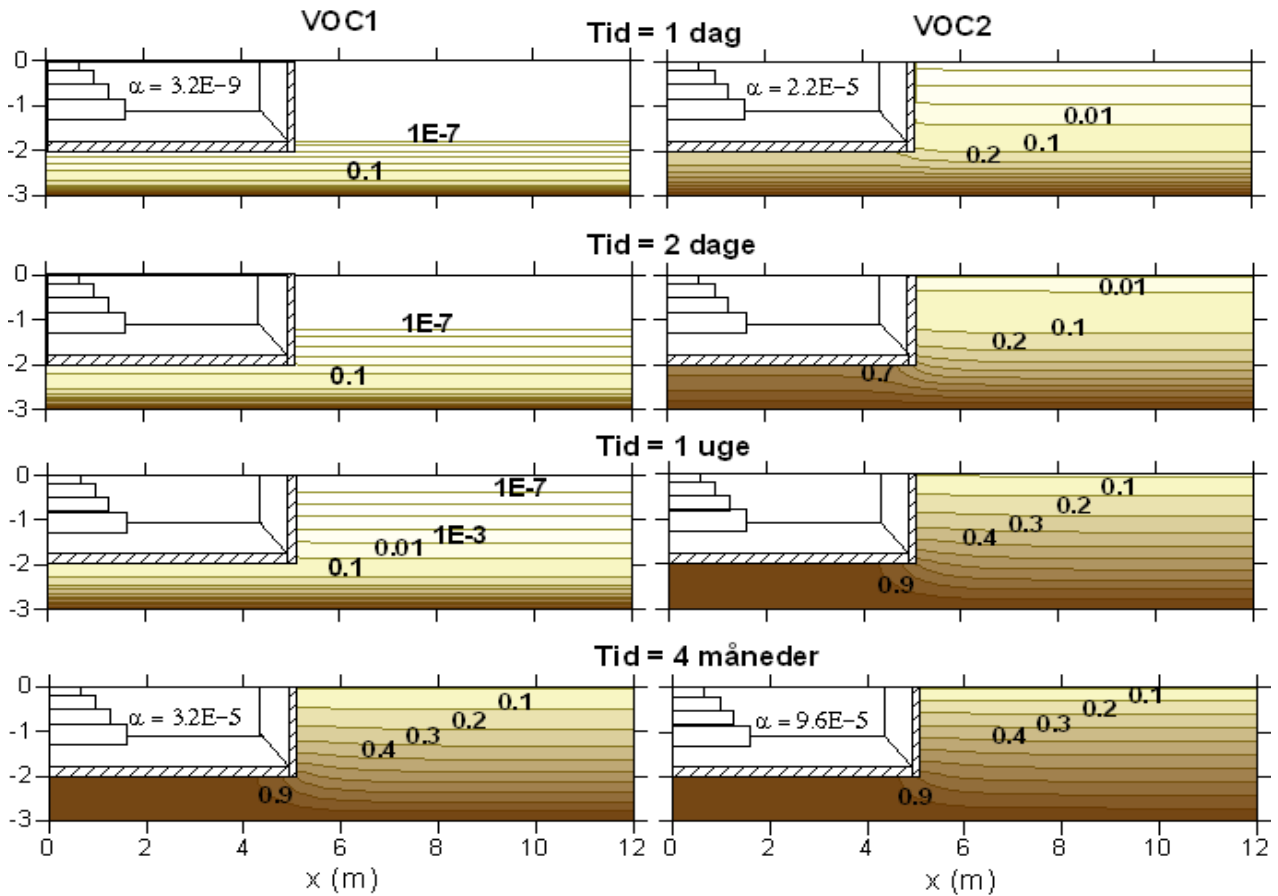 VOC1 VOC2
Tid = 1 dag
0 α = 3.2E−9 α = 2.2E−5
-1 1E-7 0.01
-2 0.1 0.1
-3 0.2
Tid = 2 dage
0 0.01
-1 1E-7 0.1
-2 0.1 0.2
-3 0.7
Tid = 1 uge
0 1E-7 0.1
-1 1E-3 0.2
-2 0.01 0.3
-3 0.1 0.4
0.9
Tid = 4 måneder
0 α = 3.2E−5 0.1 α = 9.6E−5 0.1
-1 0.2 0.2
-2 0.3 0.3
-3 0.4 0.4
0.9 0.9
0 2 4 6 8 10 12 0 2 4 6 8 10 12
x (m) x (m)